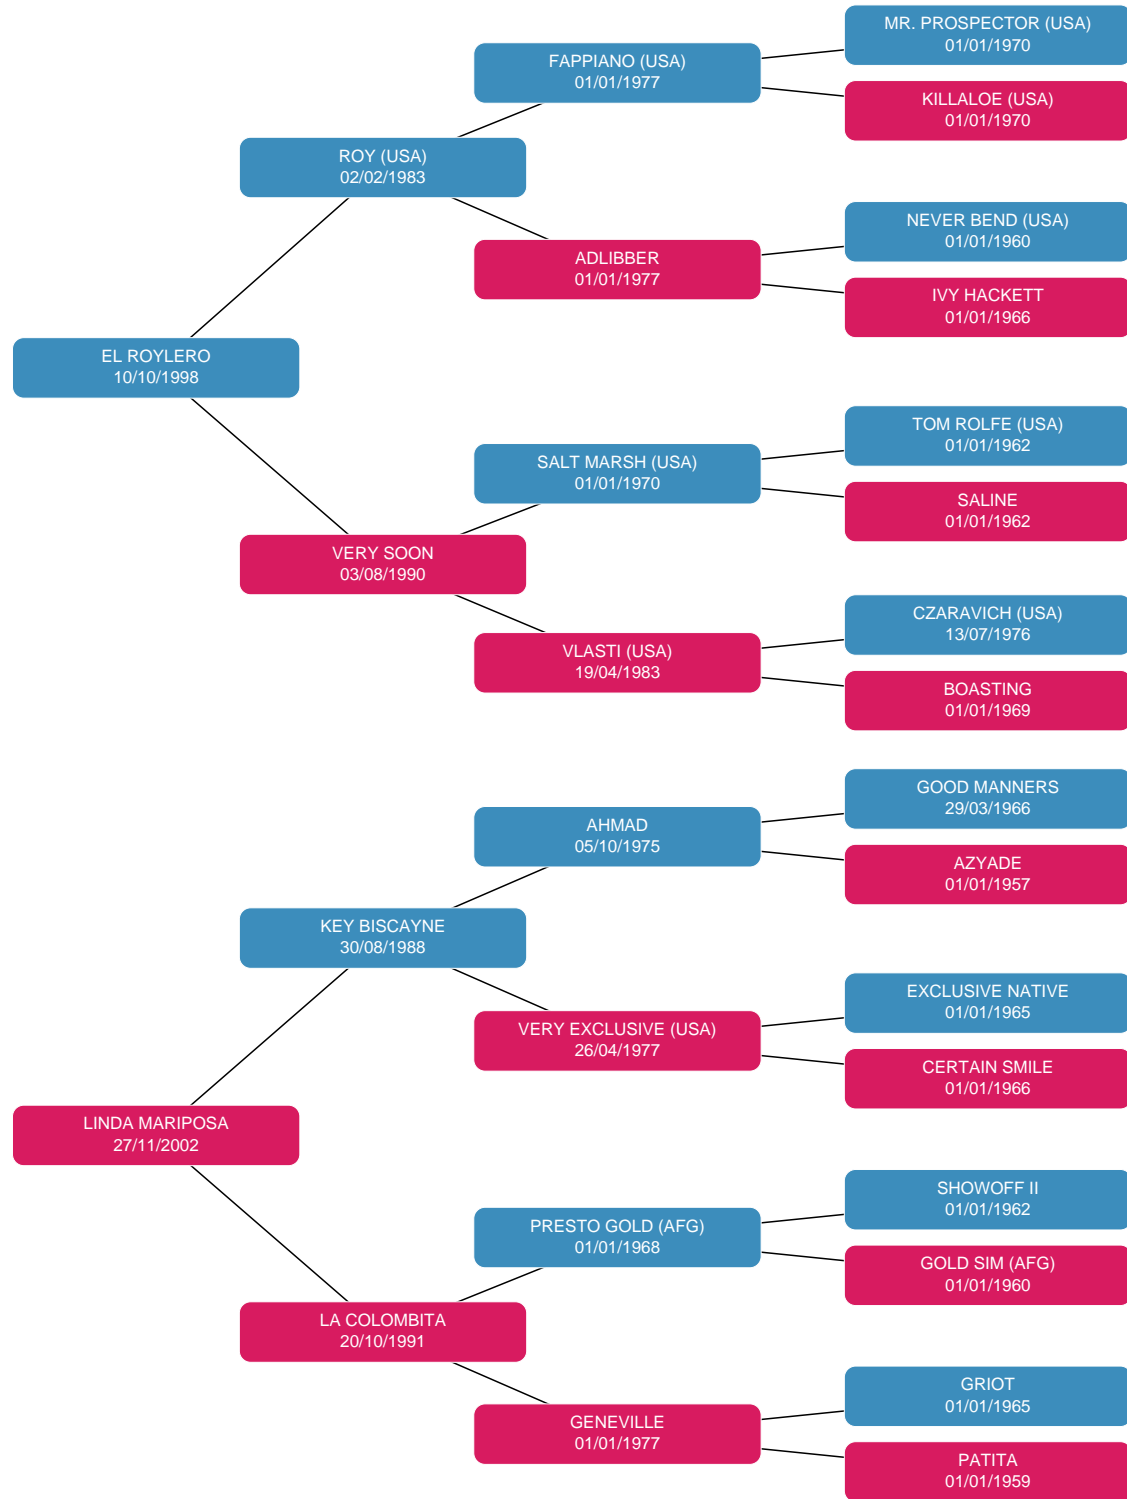 MR. PROSPECTOR (USA)
01/01/1970
FAPPIANO (USA)
01/01/1977
KILLALOE (USA)
01/01/1970
ROY (USA)
02/02/1983
NEVER BEND (USA)
01/01/1960
ADLIBBER
01/01/1977
IVY HACKETT
01/01/1966
EL ROYLERO
10/10/1998
TOM ROLFE (USA)
01/01/1962
SALT MARSH (USA)
01/01/1970
SALINE
01/01/1962
VERY SOON
03/08/1990
CZARAVICH (USA)
13/07/1976
VLASTI (USA)
19/04/1983
BOASTING
01/01/1969
GOOD MANNERS
29/03/1966
AHMAD
05/10/1975
AZYADE
01/01/1957
KEY BISCAYNE
30/08/1988
EXCLUSIVE NATIVE
01/01/1965
VERY EXCLUSIVE (USA)
26/04/1977
CERTAIN SMILE
01/01/1966
LINDA MARIPOSA
27/11/2002
SHOWOFF II
01/01/1962
PRESTO GOLD (AFG)
01/01/1968
GOLD SIM (AFG)
01/01/1960
LA COLOMBITA
20/10/1991
GRIOT
01/01/1965
GENEVILLE
01/01/1977
PATITA
01/01/1959